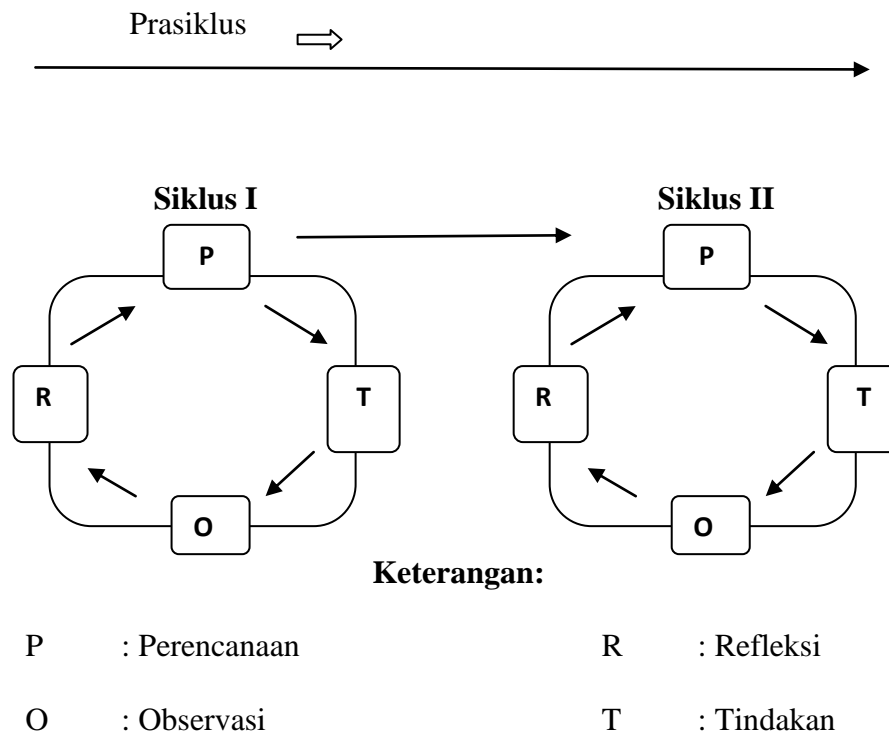 Prasiklus
Siklus I
Siklus II
P
P
R
T
R
T
O
O
Keterangan:
P : Perencanaan
R : Refleksi
O : Observasi
T : Tindakan